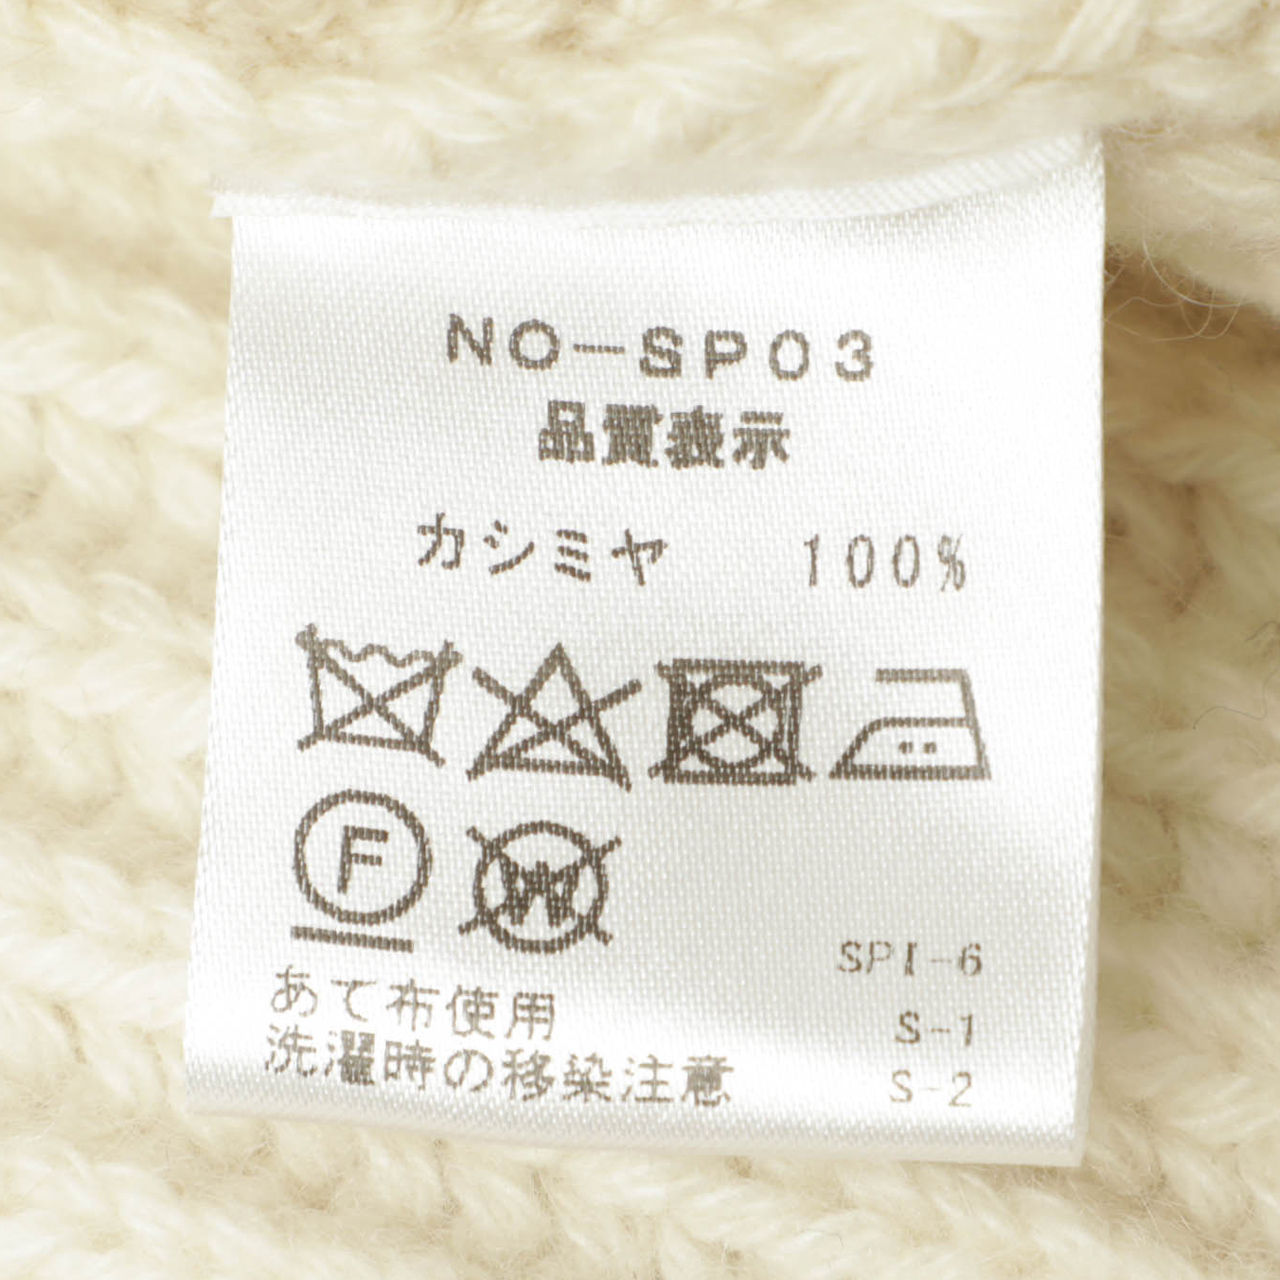 NO-SP03
品質表示
カシミヤ 100%
F
W
SPI-6
あて布使用
S-1
洗濯時の移染注意
S-2